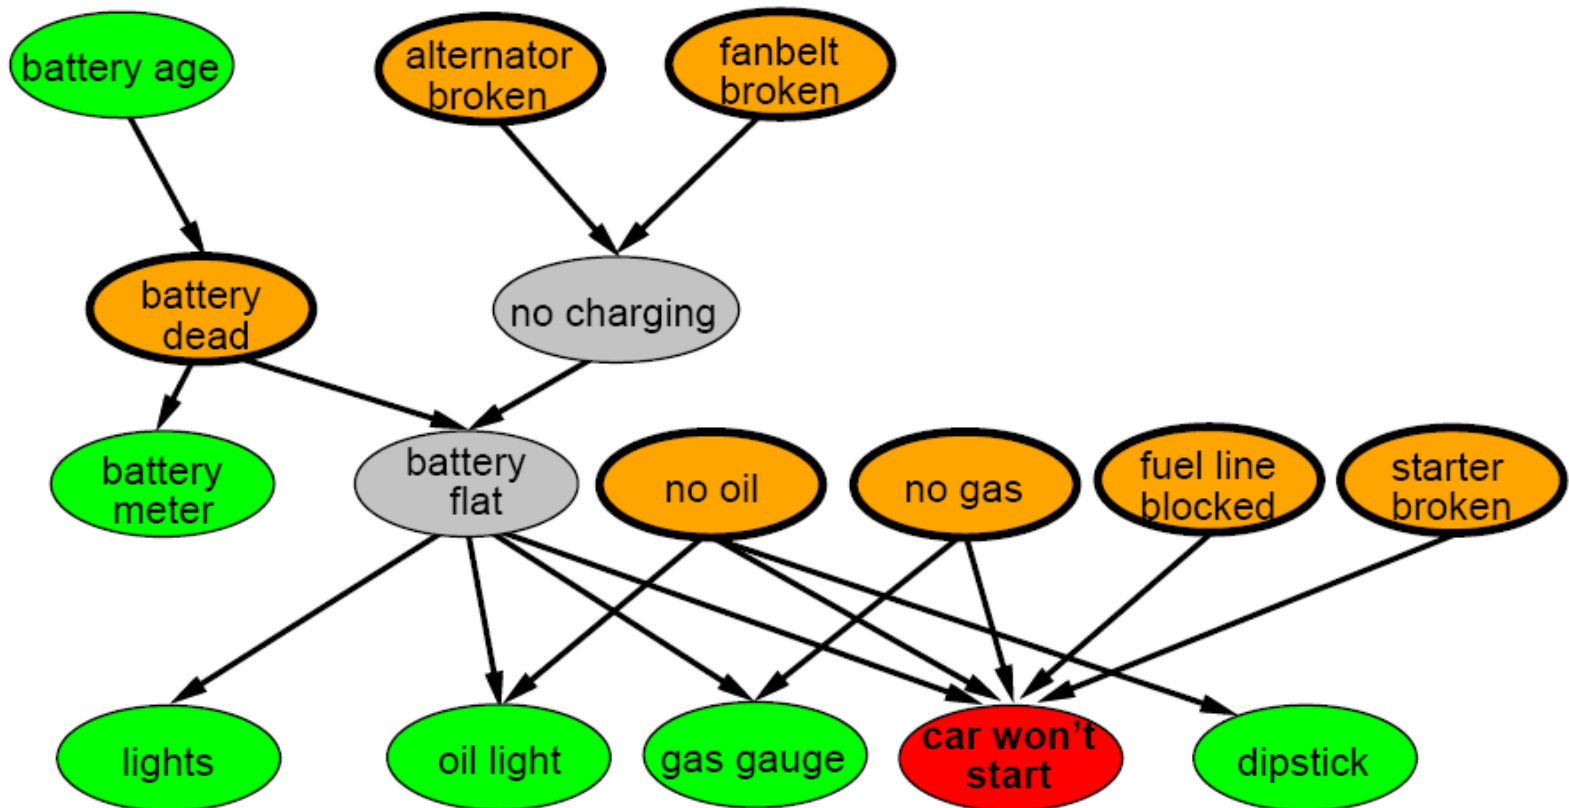 battery age
alternator
broken
fanbelt
broken
battery
dead
no charging
battery
meter
battery
flat
no oil
no gas
fuel line
blocked
starter
broken
lights
oil light
gas gauge
car won't
start
dipstick